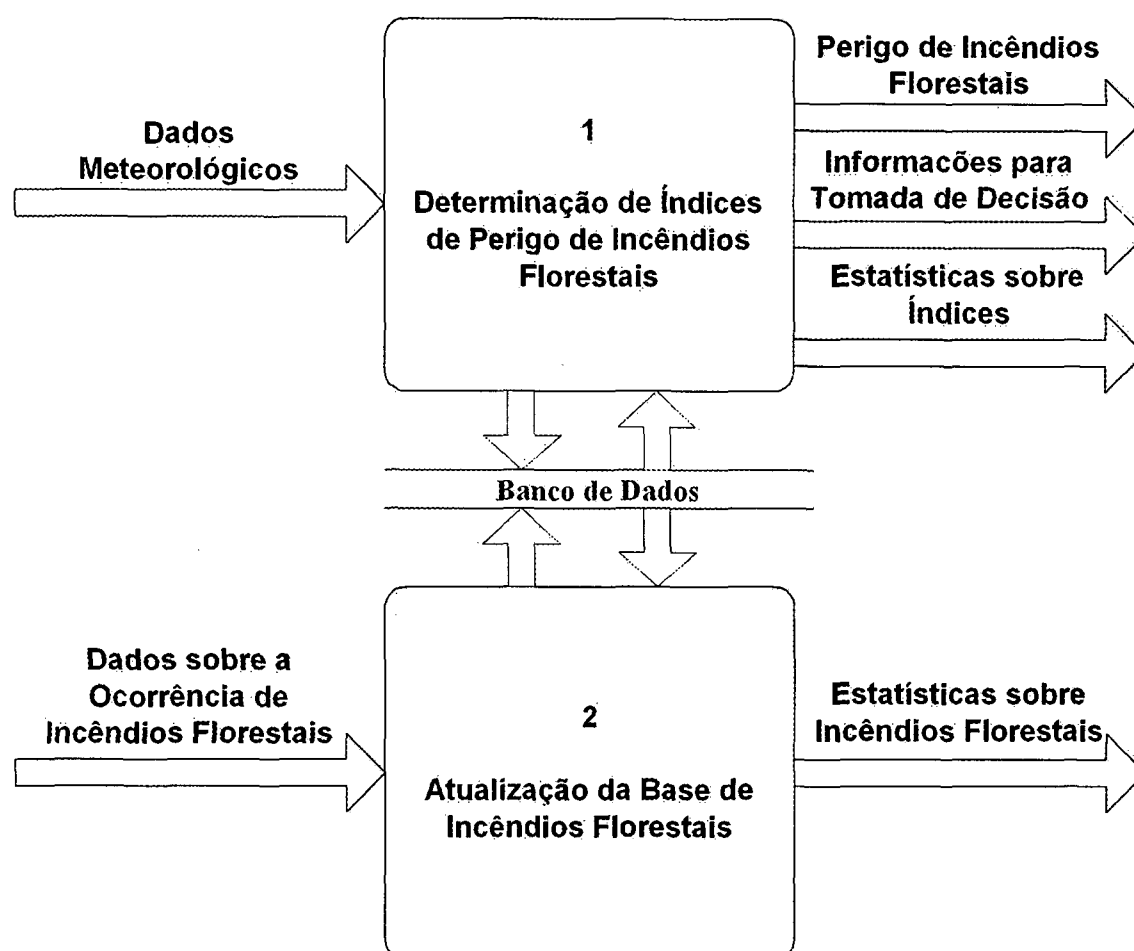 Dados
Meteorológicos
1
Determinação de Índices
de Perigo de Incêndios
Florestais
Perigo de Incêndios
Florestais
Informacões para
Tomada de Decisão
Estatísticas sobre
Índices
Banco de Dados
Dados sobre a
Ocorrência de
Incêndios Florestais
2
Atualização da Base de
Incêndios Florestais
Estatísticas sobre
Incêndios Florestais